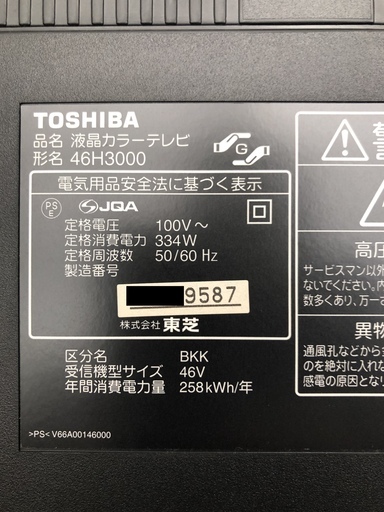 TOSHIBA
品名 液晶カラーテレビ
形名 46H3000
G
電気用品安全法に基づく表示
PS
E
JQA
定格電圧 100V～
定格消費電力 334W
定格周波数 50/60 Hz
製造番号
9587
株式会社 東芝
区分名 BKK
受信機型サイズ 46V
年間消費電力量 258kWh/年
>PS< V66A00146000
高圧
サービスマン以外
ないでください。内
数多くあり、万一
異物
通風孔などから金
のを絶対に入れな
感電の原因となり